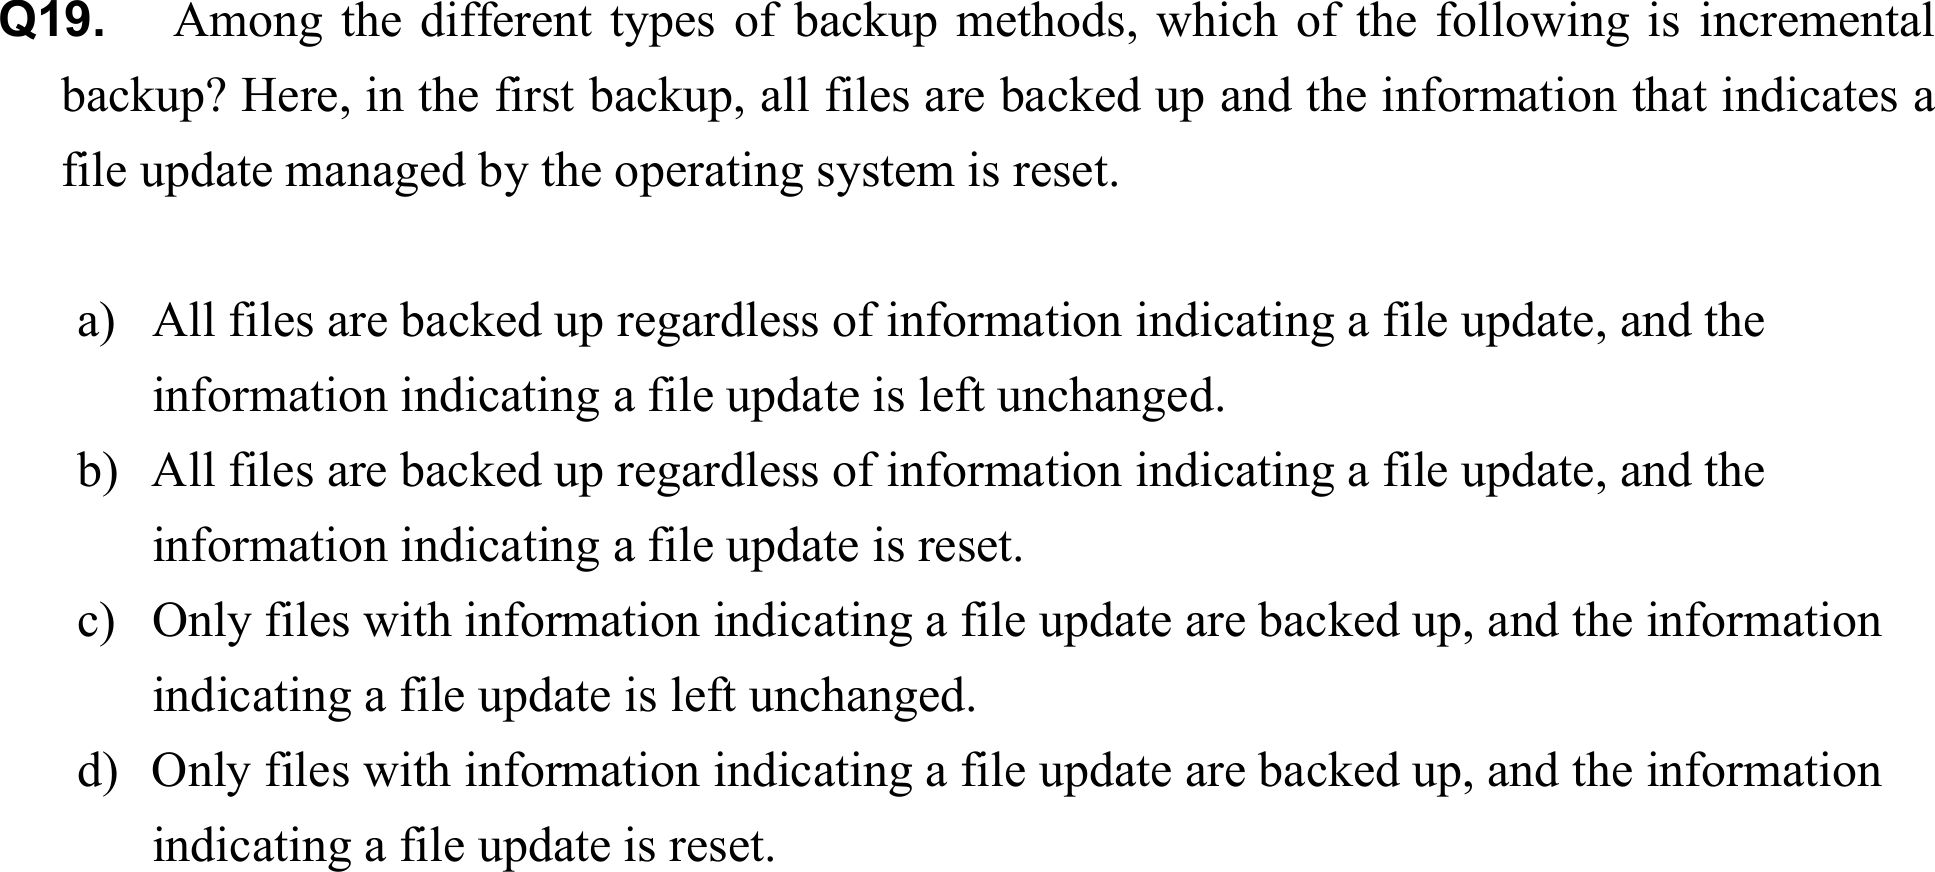 Q19. Among the different types of backup methods, which of the following is incremental
backup? Here, in the first backup, all files are backed up and the information that indicates a
file update managed by the operating system is reset.
a) All files are backed up regardless of information indicating a file update, and the
information indicating a file update is left unchanged.
b) All files are backed up regardless of information indicating a file update, and the
information indicating a file update is reset.
c) Only files with information indicating a file update are backed up, and the information
indicating a file update is left unchanged.
d) Only files with information indicating a file update are backed up, and the information
indicating a file update is reset.